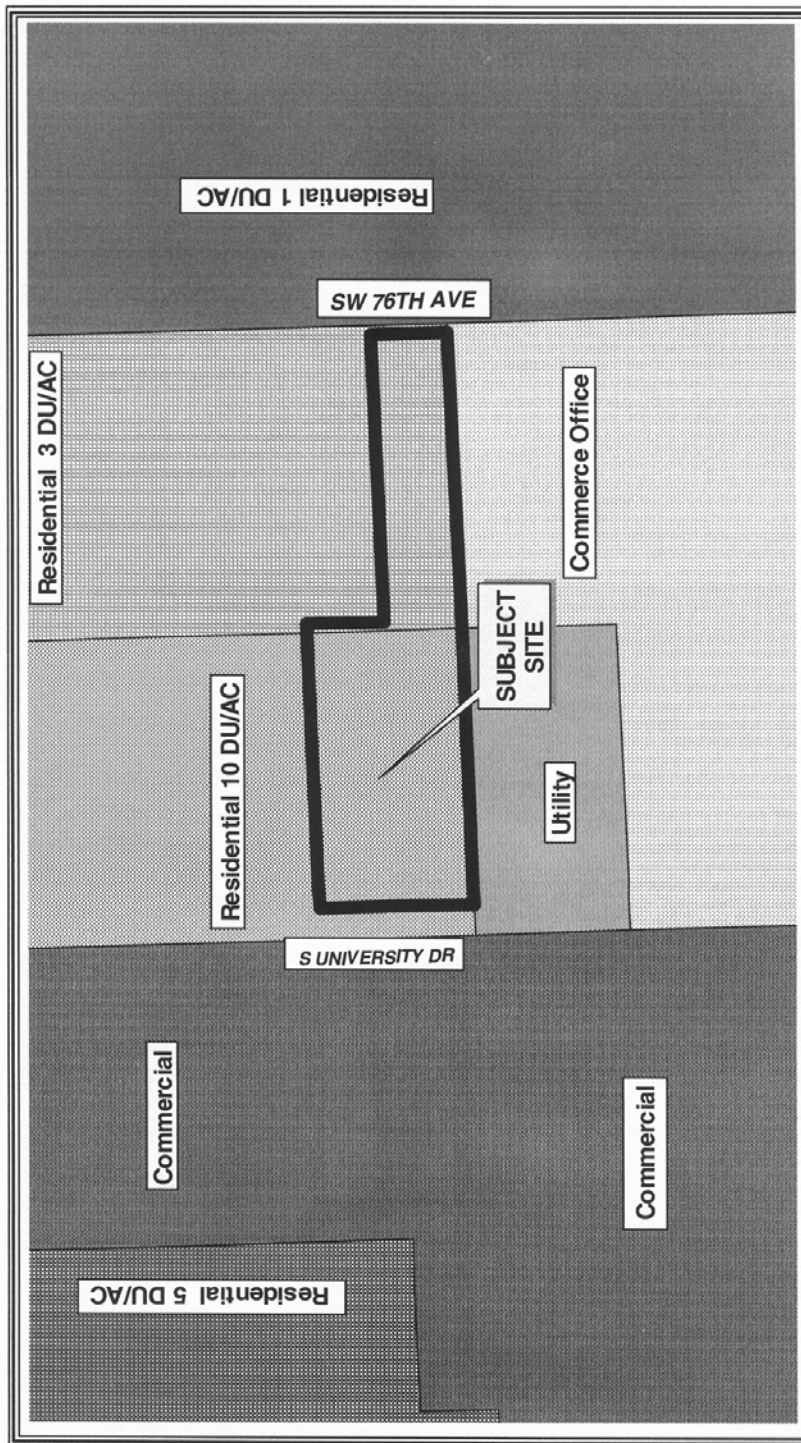 Residential 1 DU/AC
SW 76TH AVE
Residential 3 DU/AC
Commerce Office
SUBJECT
SITE
Residential 10 DU/AC
Utility
S UNIVERSITY DR
Commercial
Commercial
Residential 5 DU/AC